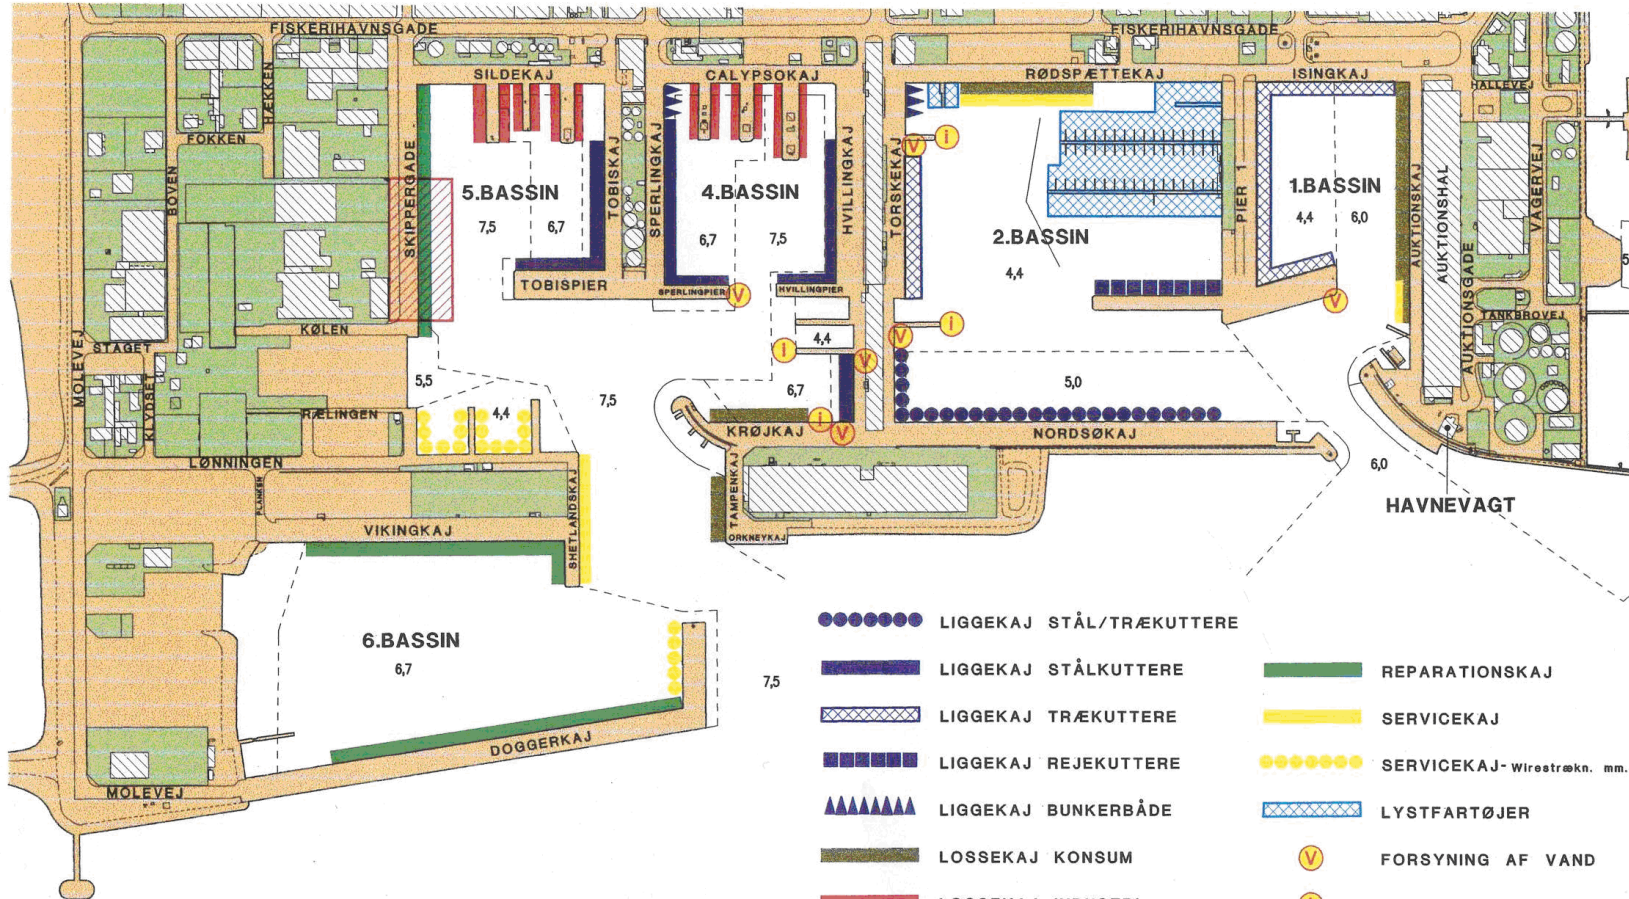 FISKERIHAVNSGADE
FISKERIHAVNSGADE
SILDEKAJ
CALYPSOKAJ
RØDSPÆTTEKAJ
ISINGKAJ
HALLEVEJ
HÆKKEN
FOKKEN
BOVEN
SKIPPERGADE
5.BASSIN
7,5
6,7
TOBISKAJ
SPERLINGKAJ
4.BASSIN
6,7
7,5
HVILLINGKAJ
TORSKEKAJ
V
i
2.BASSIN
4,4
PIER 1
1.BASSIN
4,4
6,0
AUKTIONSKAJ
AUKTIONSHAL
AUKTIONSGADE
VAGERVEJ
5
TOBISPIER
SPERLINGPIER
V
HVILLINGPIER
V
TANKBROVEJ
KØLEN
STAGET
MOLEVEJ
KLYDSET
RÆLINGEN
5,5
4,4
7,5
4,4
i
V
V
i
6,7
i
V
5,0
KRØJKAJ
NORDSØKAJ
6,0
HAVNEVAGT
LØNNINGEN
PLANKEN
VIKINGKAJ
SHETLANDSKAJ
TAMPENKAJ
ORKNEYKAJ
6.BASSIN
6,7
7,5
DOGGERKAJ
MOLEVEJ
LIGGEKAJ STÅL/TRÆKUTTERE
LIGGEKAJ STÅLKUTTERE
LIGGEKAJ TRÆKUTTERE
LIGGEKAJ REJEKUTTERE
LIGGEKAJ BUNKERBÅDE
LOSSEKAJ KONSUM
REPARATIONSKAJ
SERVICEKAJ
SERVICEKAJ- Wirestrækn. mm.
LYSTFARTØJER
V FORSYNING AF VAND